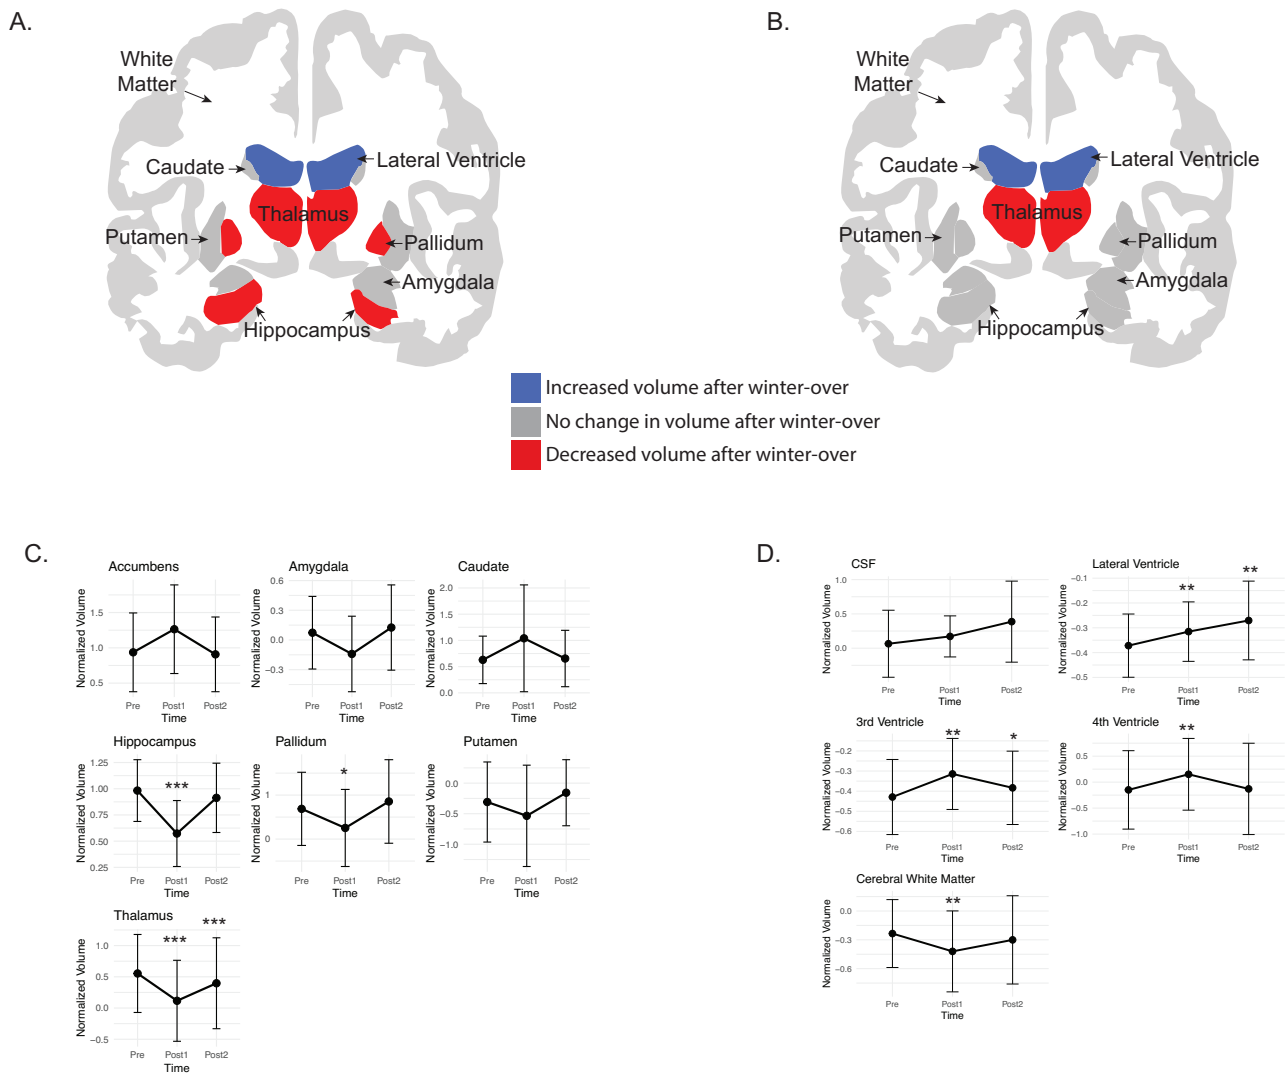 A.
White
Matter
Caudate
Lateral Ventricle
Thalamus
Putamen
Pallidum
Amygdala
Hippocampus
B.
White
Matter
Caudate
Lateral Ventricle
Thalamus
Putamen
Pallidum
Amygdala
Hippocampus
Increased volume after winter-over
No change in volume after winter-over
Decreased volume after winter-over
C.
Accumbens
Normalized Volume
1.5
1.0
0.5
Pre Post1 Post2
Time
Amygdala
Normalized Volume
0.6
0.3
0.0
−0.3
Pre Post1 Post2
Time
Caudate
Normalized Volume
2.0
1.5
1.0
0.5
0.0
Pre Post1 Post2
Time
Hippocampus
Normalized Volume
1.25
1.00
0.75
0.50
0.25
***
Pre Post1 Post2
Time
Pallidum
Normalized Volume
1
0
*
Pre Post1 Post2
Time
Putamen
Normalized Volume
0.0
−0.5
−1.0
Pre Post1 Post2
Time
Thalamus
Normalized Volume
1.0
0.5
0.0
−0.5
*** ***
Pre Post1 Post2
Time
D.
CSF
Normalized Volume
1.0
0.5
0.0
Pre Post1 Post2
Time
Lateral Ventricle
Normalized Volume
−0.1
−0.2
−0.3
−0.4
−0.5
** **
Pre Post1 Post2
Time
3rd Ventricle
Normalized Volume
−0.2
−0.3
−0.4
−0.5
−0.6
** *
Pre Post1 Post2
Time
4th Ventricle
Normalized Volume
0.5
0.0
−0.5
−1.0
**
Pre Post1 Post2
Time
Cerebral White Matter
Normalized Volume
0.0
−0.3
−0.6
**
Pre Post1 Post2
Time